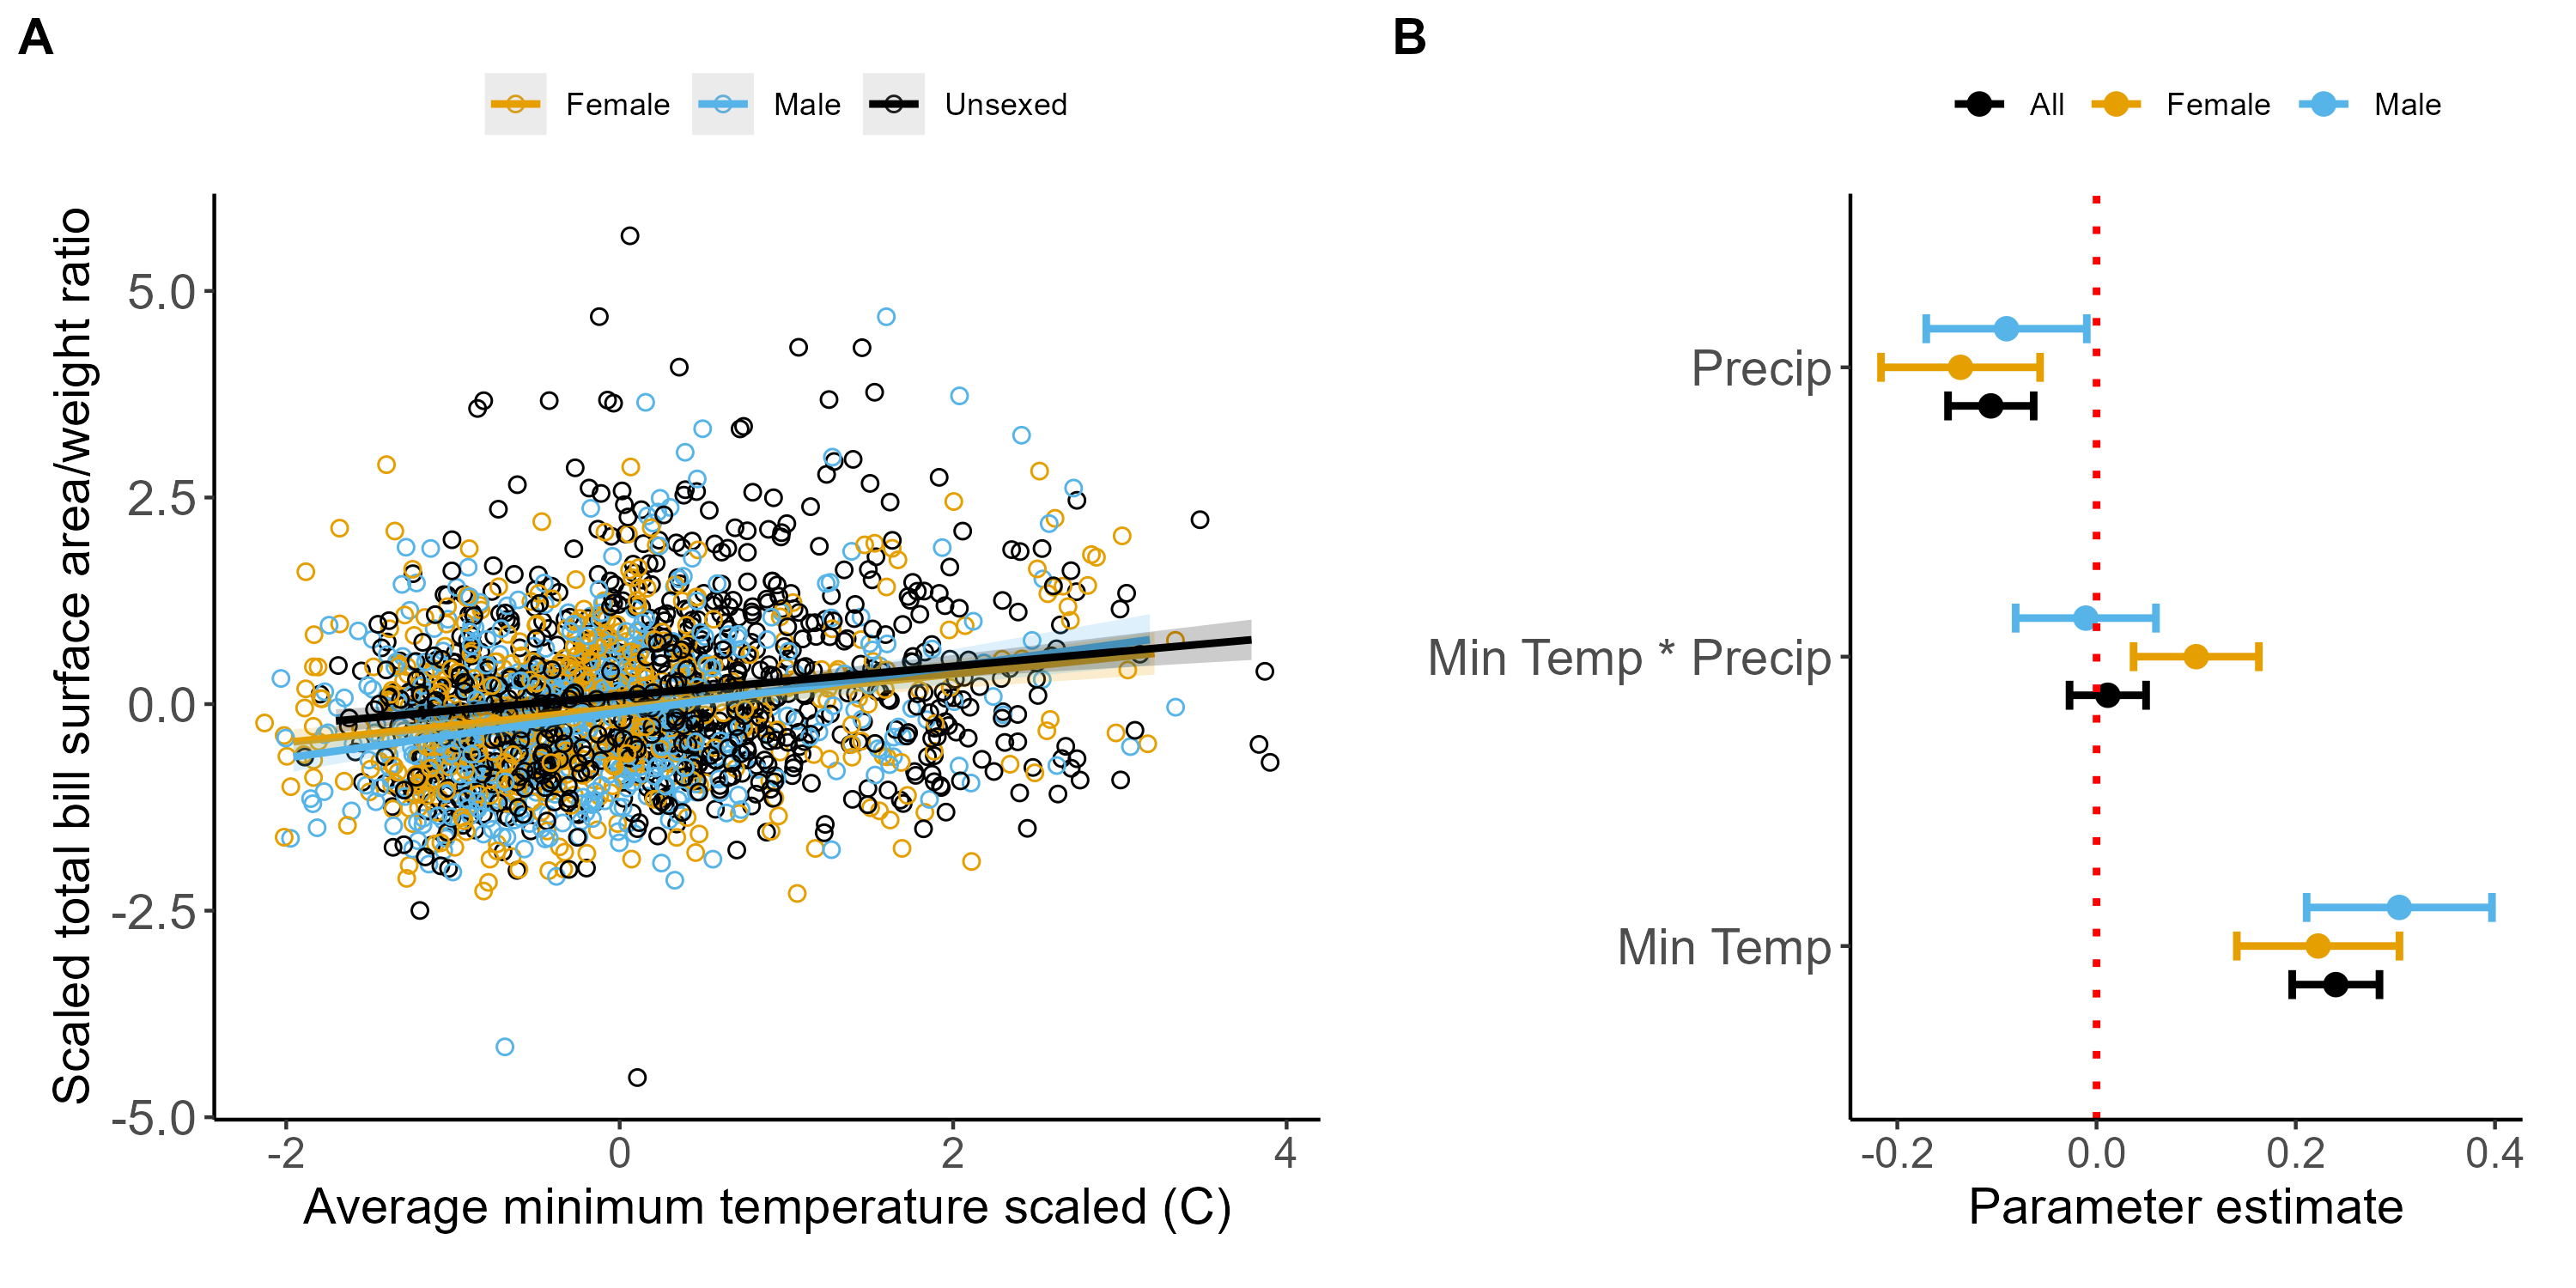 A
Female Male Unsexed
Scaled total bill surface area/weight ratio
5.0
2.5
0.0
-2.5
-5.0
-2 0 2 4
Average minimum temperature scaled (C)
B
All Female Male
Precip
Min Temp * Precip
Min Temp
-0.2 0.0 0.2 0.4
Parameter estimate